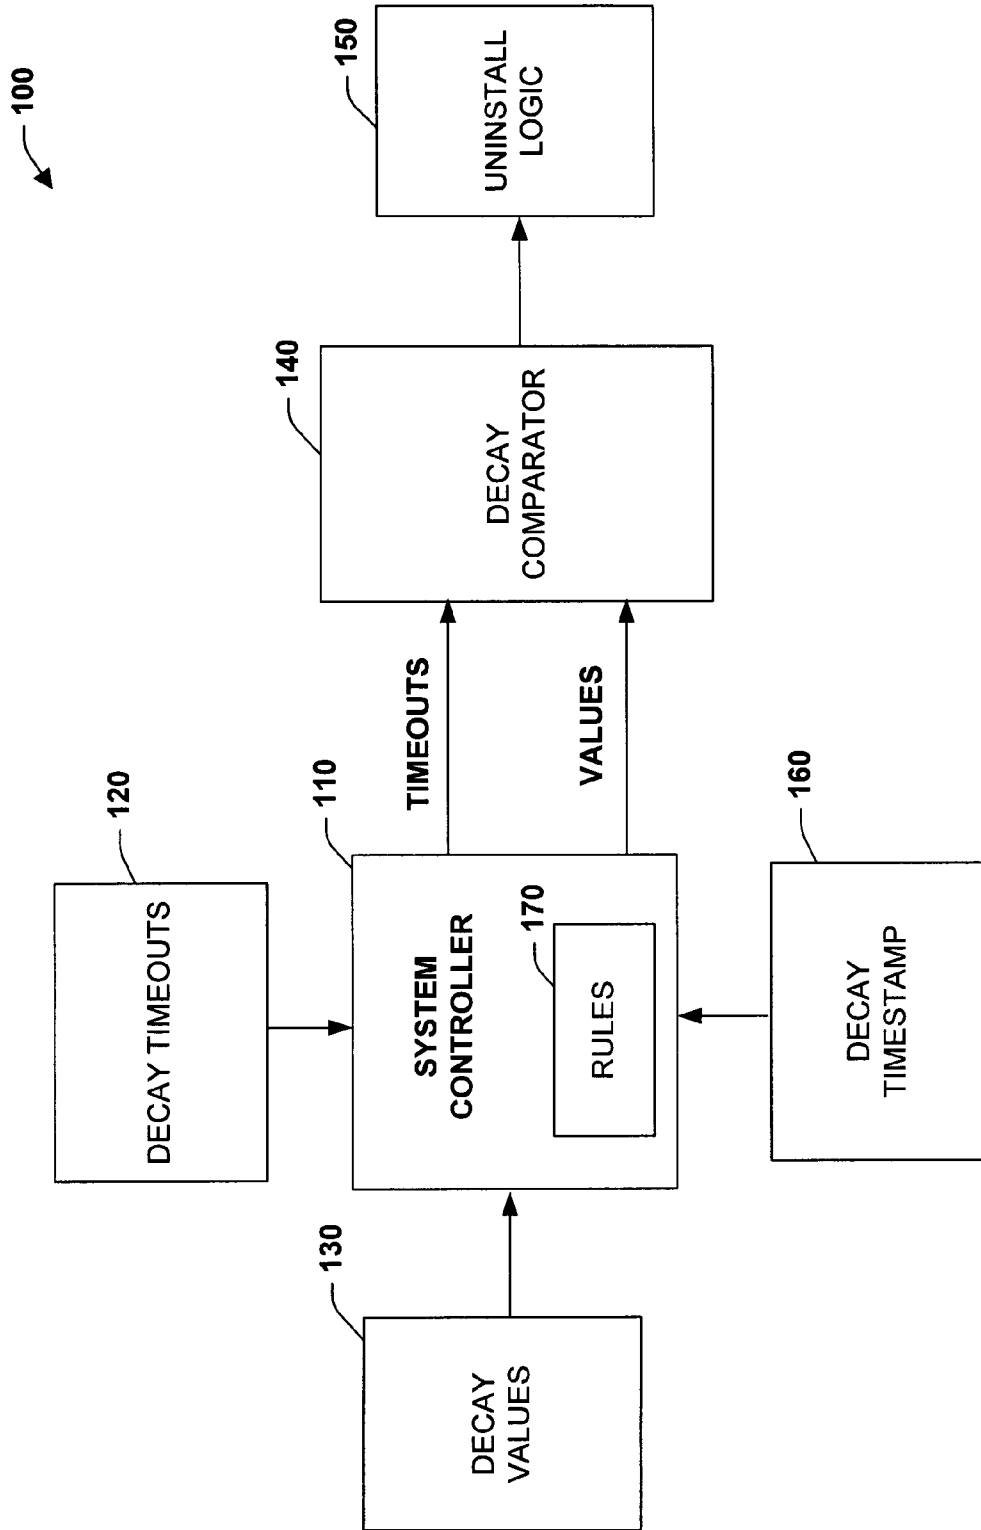 100
120
DECAY TIMEOUTS
130
DECAY
VALUES
110
SYSTEM
CONTROLLER
170
RULES
TIMEOUTS
VALUES
140
DECAY
COMPARATOR
150
UNINSTALL
LOGIC
160
DECAY
TIMESTAMP